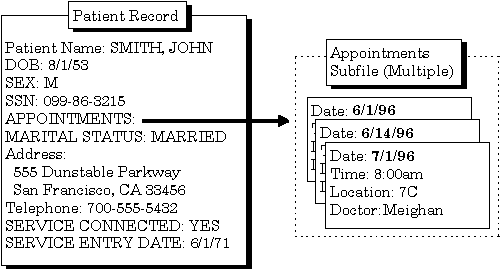 Patient Record
Patient Name: SMITH, JOHN
DOB: 8/1/53
SEX: M
SSN: 099-86-3215
APPOINTMENTS:
MARITAL STATUS: MARRIED
Address:
555 Dunstable Parkway
San Francisco, CA 33456
Telephone: 700-555-5432
SERVICE CONNECTED: YES
SERVICE ENTRY DATE: 6/1/71
Appointments
Subfile (Multiple)
Date: 6/1/96
Date: 6/14/96
Date: 7/1/96
Time: 8:00am
Location: 7C
Doctor: Meighan